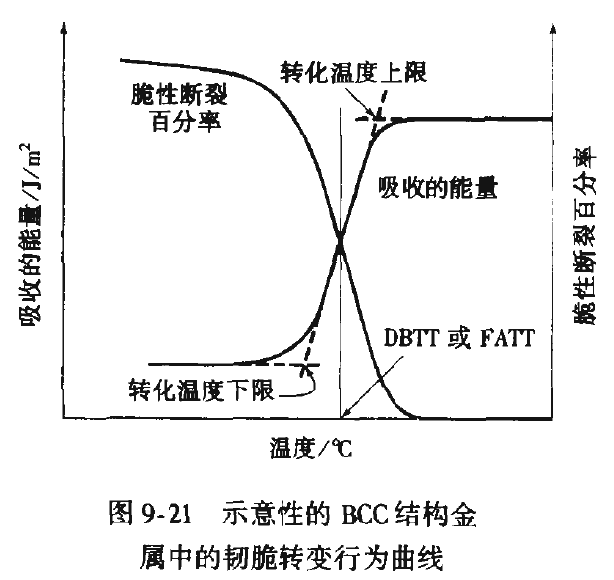 转化温度上限
脆性断裂
百分率
吸收的能量/J/m²
吸收的能量
脆性断裂百分率
DBTT 或 FATT
转化温度下限
温度/℃
图 9-21 示意性的 BCC 结构金
属中的韧脆转变行为曲线